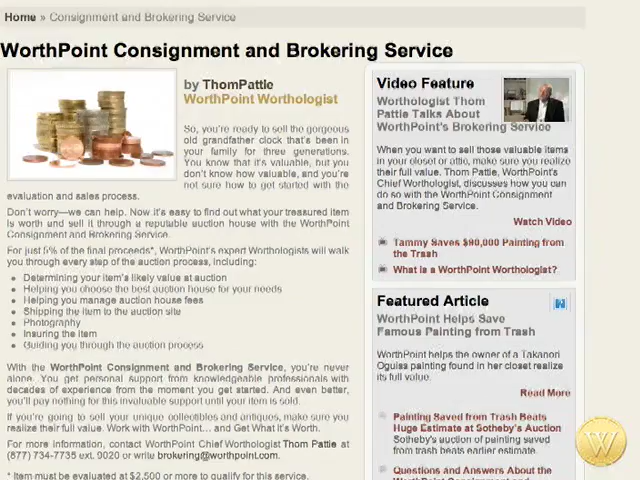 Home » Consignment and Brokering Service
WorthPoint Consignment and Brokering Service
by ThomPattle
WorthPoint Worthologist
So, you're ready to sell the gorgeous
old grandfather clock that's been in
your family for three generations.
You know that it's valuable, but you
don't know how valuable, and you're
not sure how to get started with the
evaluation and sales process.
Don't worry—we can help. Now it's easy to find out what your treasured item
is worth and sell it through a reputable auction house with the WorthPoint
Consignment and Brokering Service.
For just 5% of the final proceeds*, WorthPoint's expert Worthologists will walk
you through every step of the auction process, including:
Determining your item's likely value at auction
Helping you choose the best auction house for your needs
Helping you manage auction house fees
Shipping the item to the auction site
Photography
Insuring the item
Guiding you through the auction process
With the WorthPoint Consignment and Brokering Service, you're never
alone. You get personal support from knowledgeable professionals with
decades of experience from the moment you get started. And even better,
you'll pay nothing for this invaluable support until your item is sold.
If you're going to sell your unique collectibles and antiques, make sure you
realize their full value. Work with WorthPoint... and Get What it's Worth.
For more information, contact WorthPoint Chief Worthologist Thom Pattie at
(877) 734-7735 ext. 9020 or write brokering@worthpoint.com.
* Item must be evaluated at $2,500 or more to qualify for this service.
Video Feature
Worthologist Thom
Pattie Talks About
WorthPoint's Brokering Service
When you want to sell those valuable items
in your closet or attic, make sure you realize
their full value. Thom Pattie, WorthPoint's
Chief Worthologist, discusses how you can
do so with the WorthPoint Consignment
and Brokering Service.
Watch Video
Tammy Saves $90,000 Painting from
the Trash
What is a WorthPoint Worthologist?
Featured Article
WorthPoint Helps Save
Famous Painting from Trash
WorthPoint helps the owner of a Takanori
Oguiss painting found in her closet realize
its full value.
Read More
Painting Saved from Trash Beats
Huge Estimate at Sotheby's Auction
Sotheby's auction of painting saved
from trash beats earlier estimate.
Questions and Answers About the
WorthPoint Consignment and
W